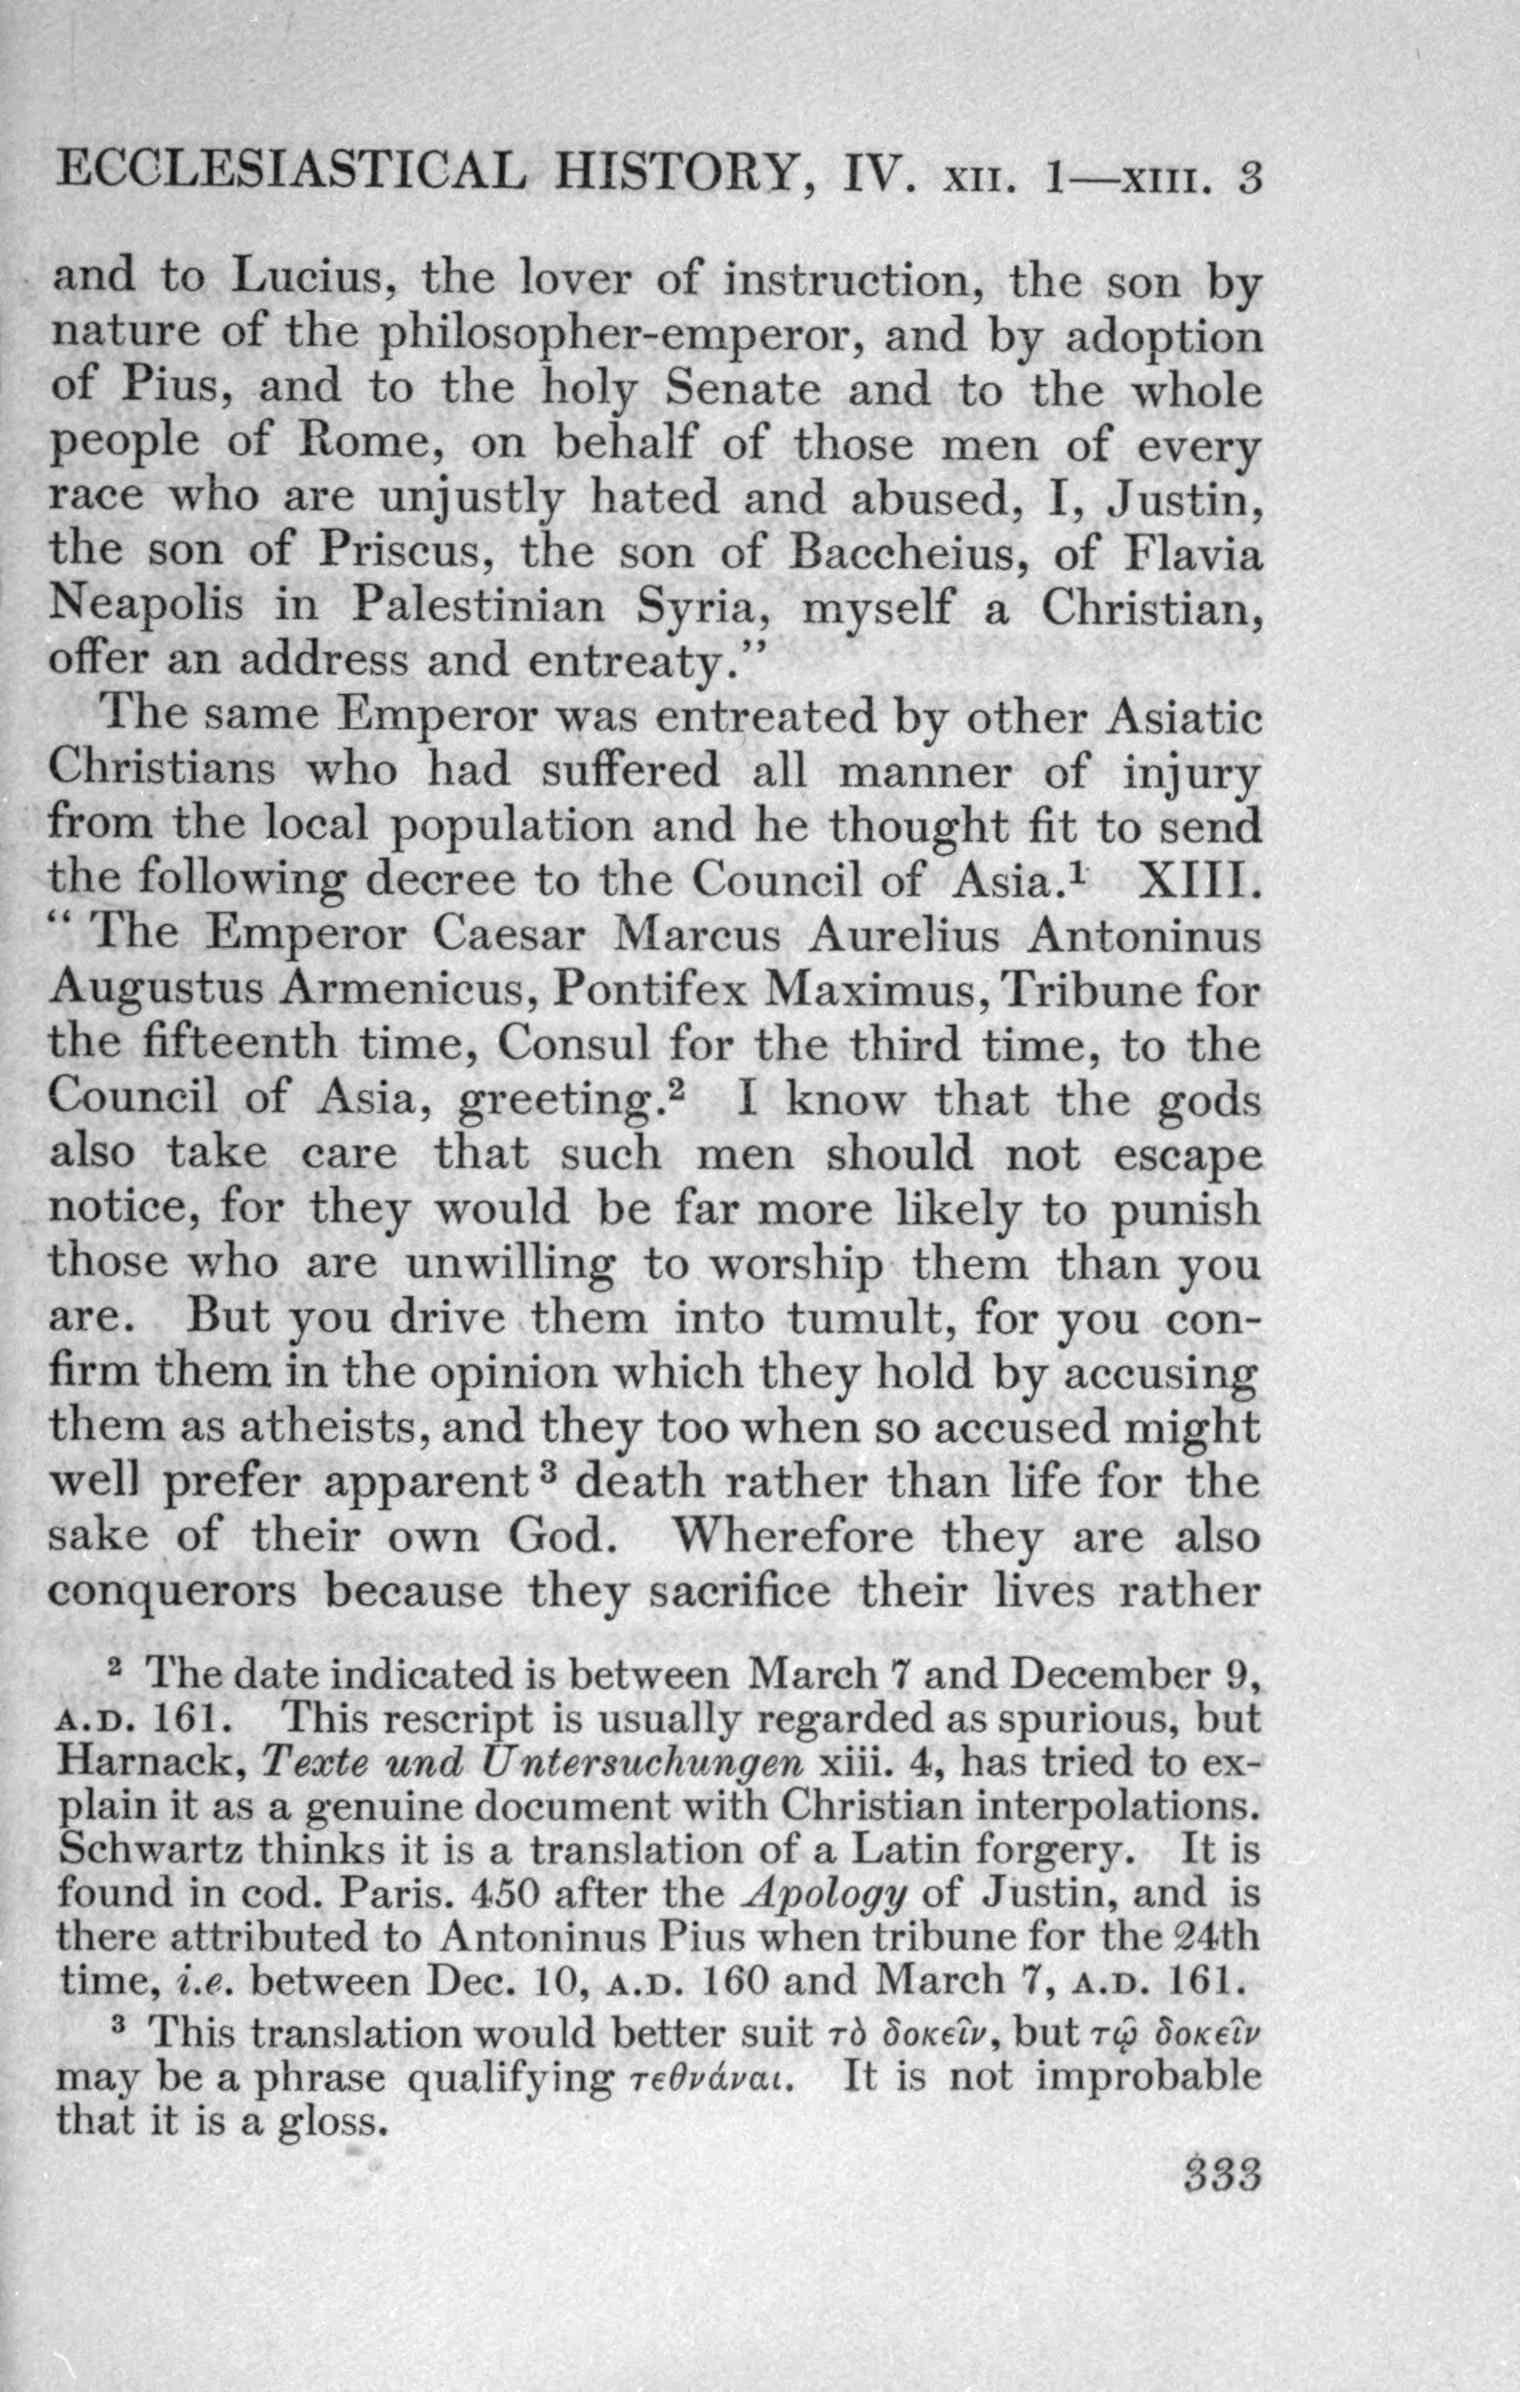 ECCLESIASTICAL HISTORY, IV. XII. 1—XIII. 3
and to Lucius, the lover of instruction, the son by
nature of the philosopher-emperor, and by adoption
of Pius, and to the holy Senate and to the whole
people of Rome, on behalf of those men of every
race who are unjustly hated and abused, I, Justin,
the son of Priscus, the son of Baccheius, of Flavia
Neapolis in Palestinian Syria, myself a Christian,
offer an address and entreaty.”
The same Emperor was entreated by other Asiatic
Christians who had suffered all manner of injury
from the local population and he thought fit to send
the following decree to the Council of Asia.¹ XIII.
“ The Emperor Caesar Marcus Aurelius Antoninus
Augustus Armenicus, Pontifex Maximus, Tribune for
the fifteenth time, Consul for the third time, to the
Council of Asia, greeting.² I know that the gods
also take care that such men should not escape
notice, for they would be far more likely to punish
those who are unwilling to worship them than you
are. But you drive them into tumult, for you con-
firm them in the opinion which they hold by accusing
them as atheists, and they too when so accused might
well prefer apparent³ death rather than life for the
sake of their own God. Wherefore they are also
conquerors because they sacrifice their lives rather
² The date indicated is between March 7 and December 9,
A.D. 161. This rescript is usually regarded as spurious, but
Harnack, Texte und Untersuchungen xiii. 4, has tried to ex-
plain it as a genuine document with Christian interpolations.
Schwartz thinks it is a translation of a Latin forgery. It is
found in cod. Paris. 450 after the Apology of Justin, and is
there attributed to Antoninus Pius when tribune for the 24th
time, i.e. between Dec. 10, A.D. 160 and March 7, A.D. 161.
³ This translation would better suit τὸ δοκεῖν, but τῷ δοκεῖν
may be a phrase qualifying τεθνάναι. It is not improbable
that it is a gloss.
333